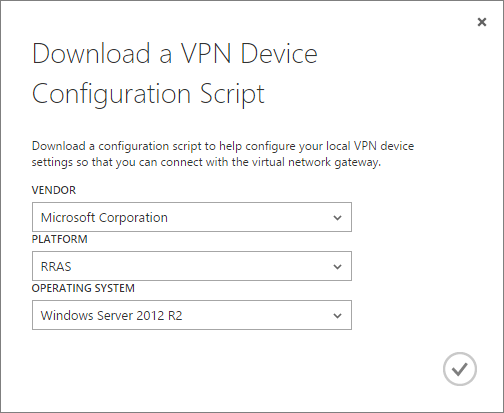 Download a VPN Device
Configuration Script
Download a configuration script to help configure your local VPN device
settings so that you can connect with the virtual network gateway.
VENDOR
Microsoft Corporation
PLATFORM
RRAS
OPERATING SYSTEM
Windows Server 2012 R2